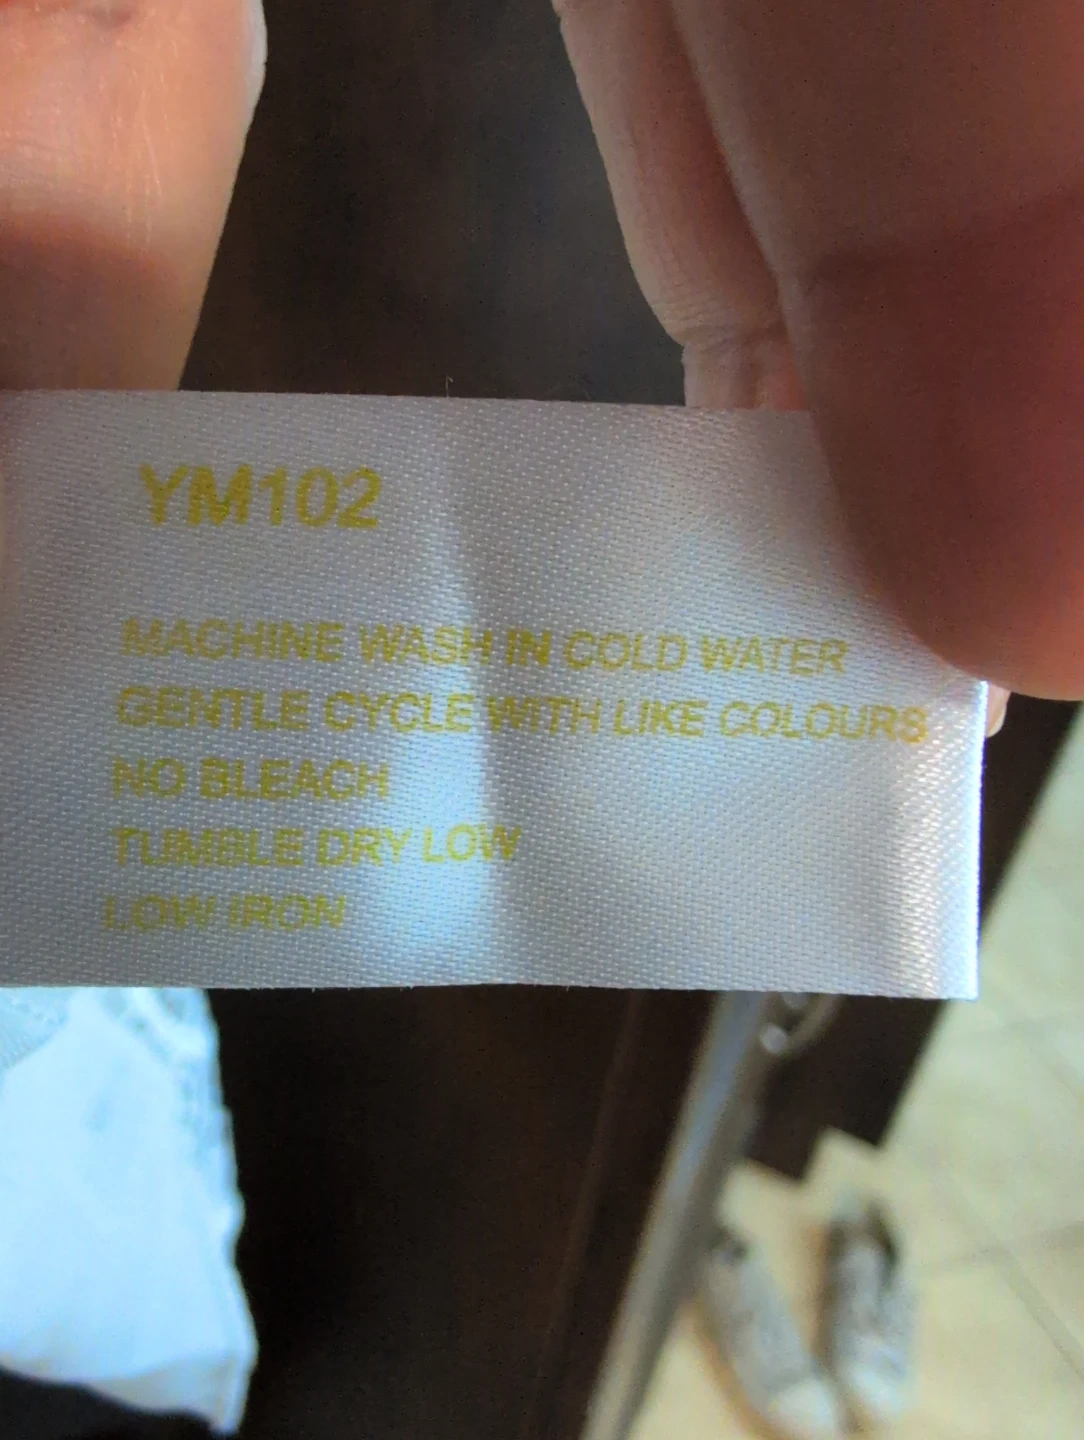 YM102
MACHINE WASH IN COLD WATER
GENTLE CYCLE WITH LIKE COLOURS
NO BLEACH
TUMBLE DRY LOW
LOW IRON